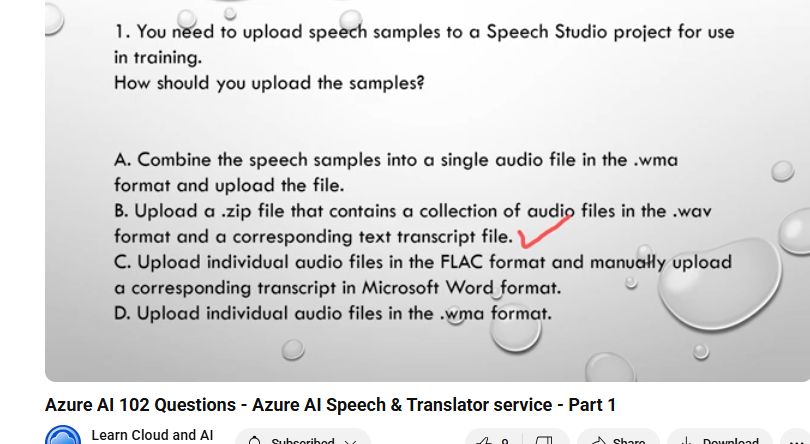 1. You need to upload speech samples to a Speech Studio project for use
in training.
How should you upload the samples?
A. Combine the speech samples into a single audio file in the .wma
format and upload the file.
B. Upload a .zip file that contains a collection of audio files in the .wav
format and a corresponding text transcript file.
C. Upload individual audio files in the FLAC format and manually upload
a corresponding transcript in Microsoft Word format.
D. Upload individual audio files in the .wma format.
Azure AI 102 Questions - Azure AI Speech & Translator service - Part 1
Learn Cloud and AI
Subscribed
9
Share
Download